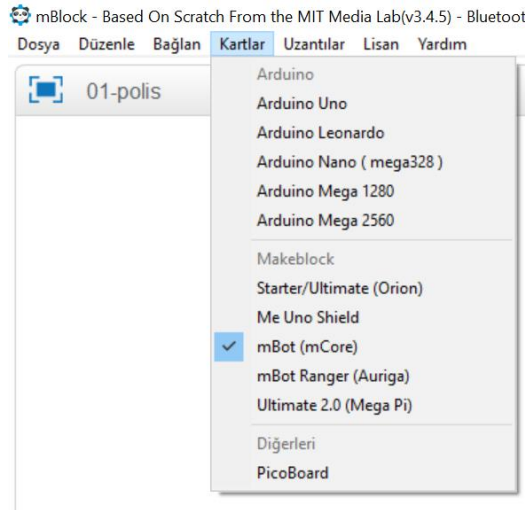 mBlock - Based On Scratch From the MIT Media Lab(v3.4.5) -
Dosya Düzenle Bağlan Kartlar Uzantılar Lisan Yardım
01-polis
Arduino
Arduino Uno
Arduino Leonardo
Arduino Nano ( mega328 )
Arduino Mega 1280
Arduino Mega 2560
Makeblock
Starter/Ultimate (Orion)
Me Uno Shield
mBot (mCore)
mBot Ranger (Auriga)
Ultimate 2.0 (Mega Pi)
Diğerleri
PicoBoard